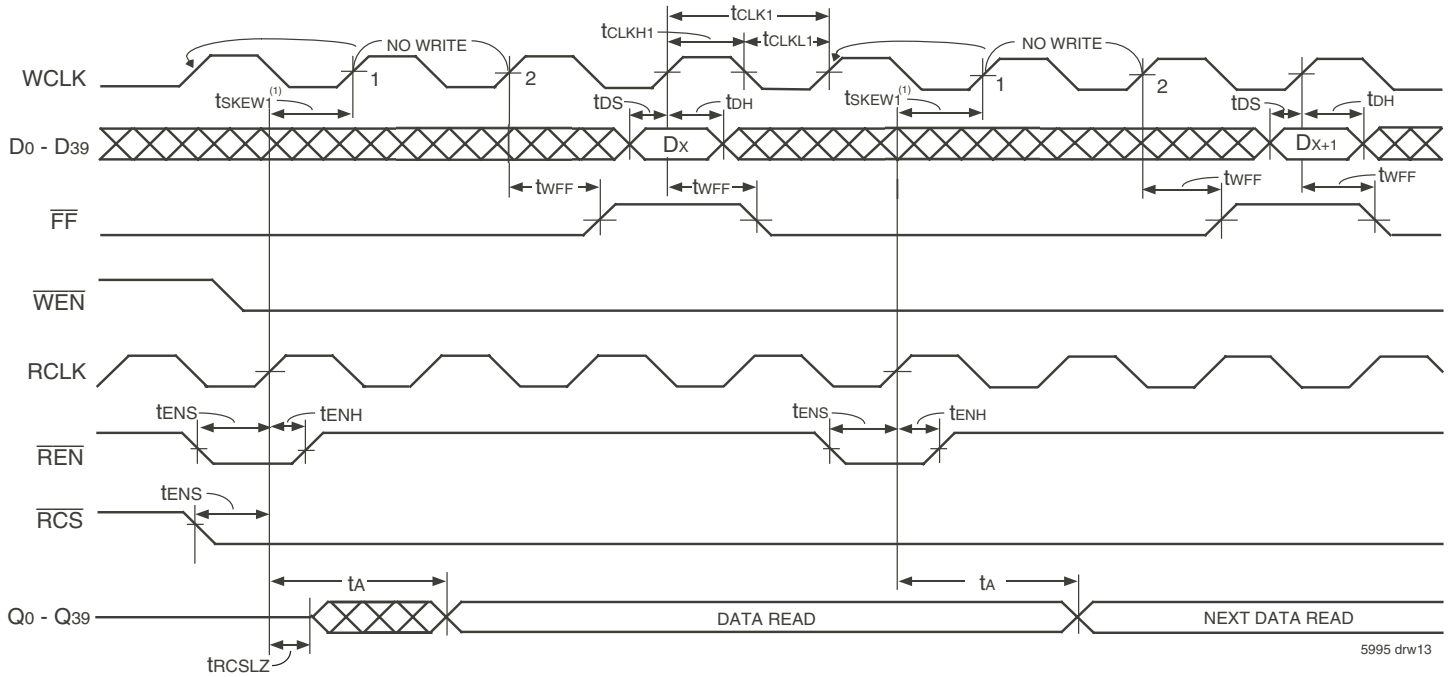 tCLK1
tCLKH1 tCLKL1
NO WRITE NO WRITE
WCLK 1 2 1 2
tSKEW1(1) tDS tDH tSKEW1(1) tDS tDH
D0 - D39 DX DX+1
tWFF tWFF tWFF tWFF
FF
WEN
RCLK
tENS tENH tENS tENH
REN
tENS
RCS
tA tA
Q0 - Q39 DATA READ NEXT DATA READ
tRCSLZ
5995 drw13